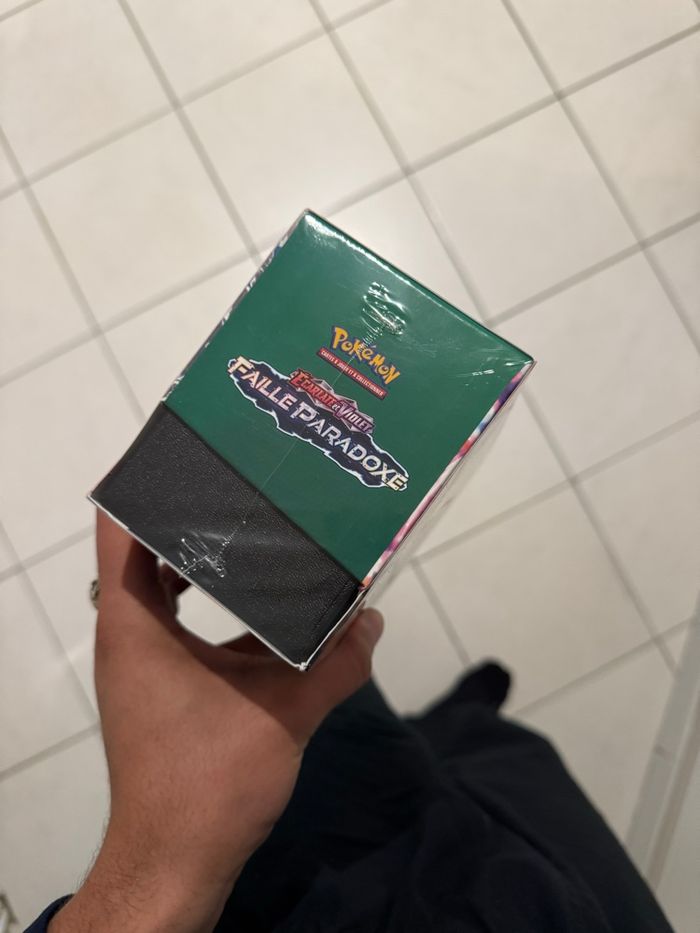 POKÉMON
CARTES À JOUER ET À COLLECTIONNER
ÉCARLATE ET VIOLET
FAILLE PARADOXE